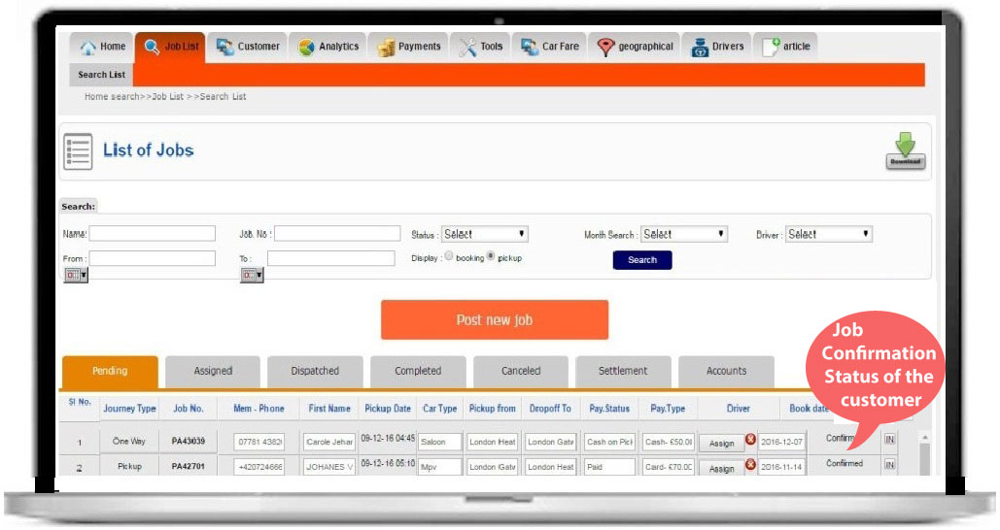 Home Job List Customer Analytics Payments Tools Car Fare geographical Drivers article
Search List
Home search>>Job List >>Search List
List of Jobs
Download
Search:
Name: Job. No : Status : Select Month Search : Select Driver : Select
From : To : Display : booking pickup Search
Post new job
Job
Confirmation
Status of the
customer
Pending Assigned Dispatched Completed Canceled Settlement Accounts
Sl No. Journey Type Job No. Mem - Phone First Name Pickup Date Car Type Pickup from Dropoff To Pay.Status Pay.Type Driver Book date
1 One Way PA43039 07781 4382 Carole Jehar 09-12-16 04:45 Saloon London Heat London Gatw Cash on Pick Cash- £50.00 Assign 2016-12-07 Confirm IN
2 Pickup PA42701 +420724666 JOHANES V 09-12-16 05:10 Mpv London Gatw London Heat Paid Card- £70.00 Assign 2016-11-14 Confirmed IN